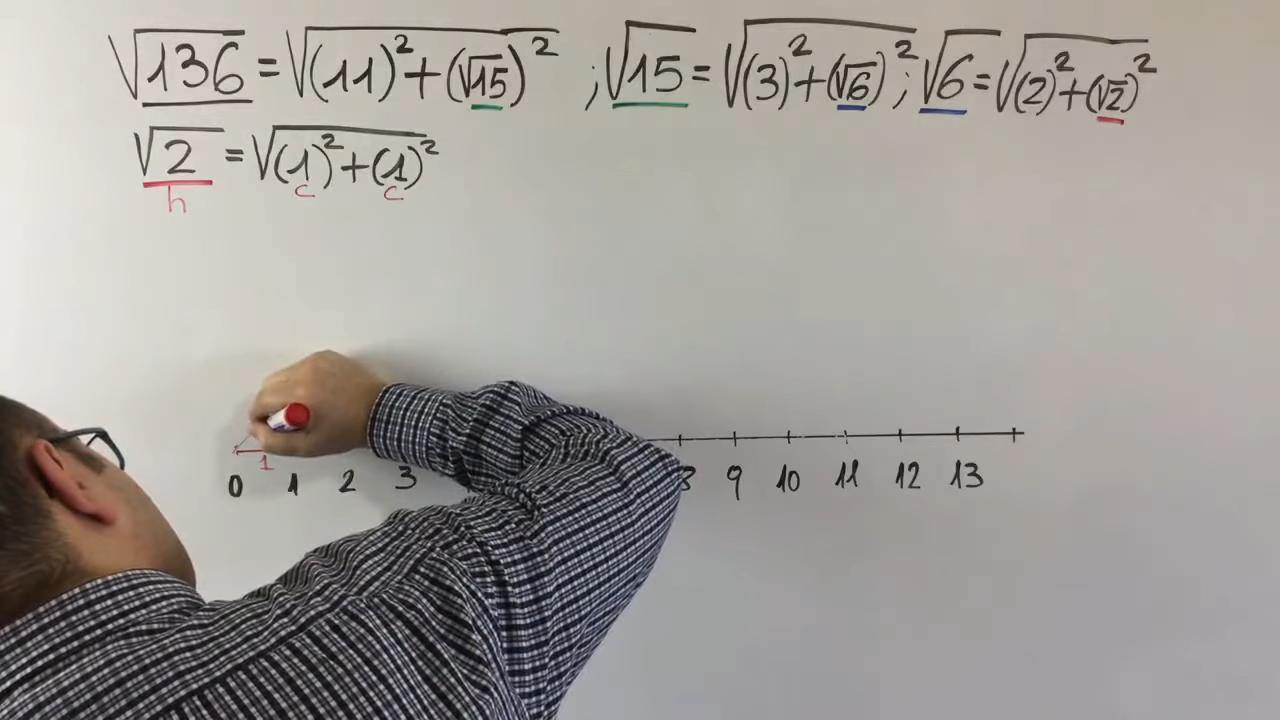 √136 = √(11)² + (√15)² ; √15 = √(3)² + (√6)² ; √6 = √(2)² + (√2)²
√2 = √(1)² + (1)²
h c c
1
0 1 2 3 8 9 10 11 12 13